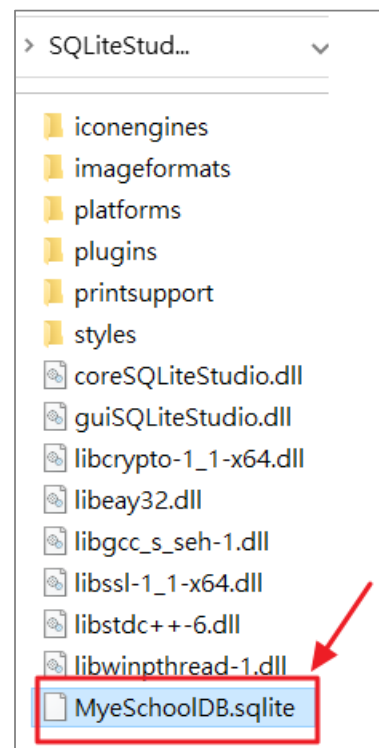 SQLiteStud...
iconengines
imageformats
platforms
plugins
printsupport
styles
coreSQLiteStudio.dll
guiSQLiteStudio.dll
libcrypto-1_1-x64.dll
libeay32.dll
libgcc_s_seh-1.dll
libssl-1_1-x64.dll
libstdc++-6.dll
libwinpthread-1.dll
MyeSchoolDB.sqlite